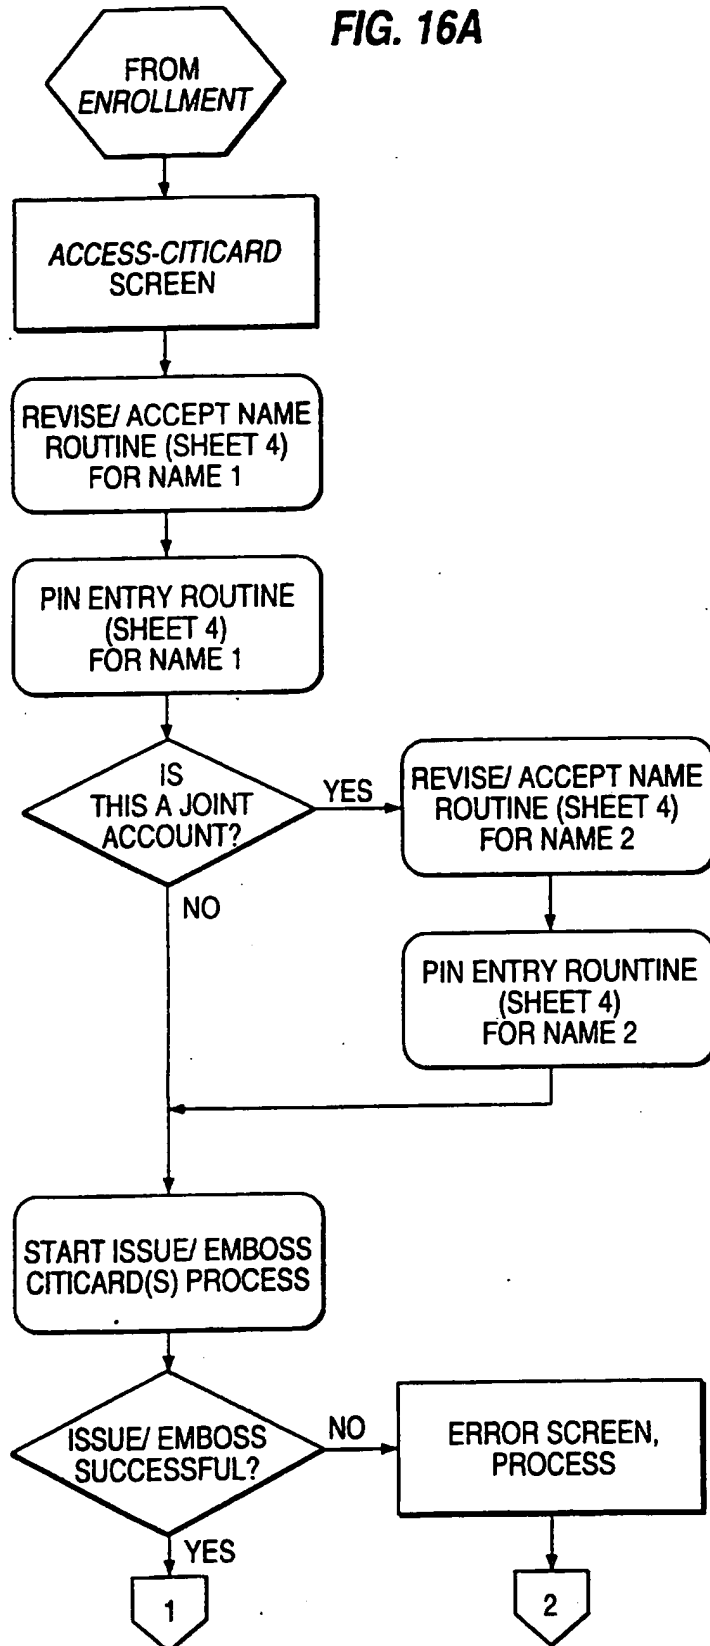 FIG. 16A
FROM
ENROLLMENT
ACCESS-CITICARD
SCREEN
REVISE/ ACCEPT NAME
ROUTINE (SHEET 4)
FOR NAME 1
PIN ENTRY ROUTINE
(SHEET 4)
FOR NAME 1
IS
THIS A JOINT
ACCOUNT?
YES
REVISE/ ACCEPT NAME
ROUTINE (SHEET 4)
FOR NAME 2
NO
PIN ENTRY ROUNTINE
(SHEET 4)
FOR NAME 2
START ISSUE/ EMBOSS
CITICARD(S) PROCESS
ISSUE/ EMBOSS
SUCCESSFUL?
NO
ERROR SCREEN,
PROCESS
YES
1
2